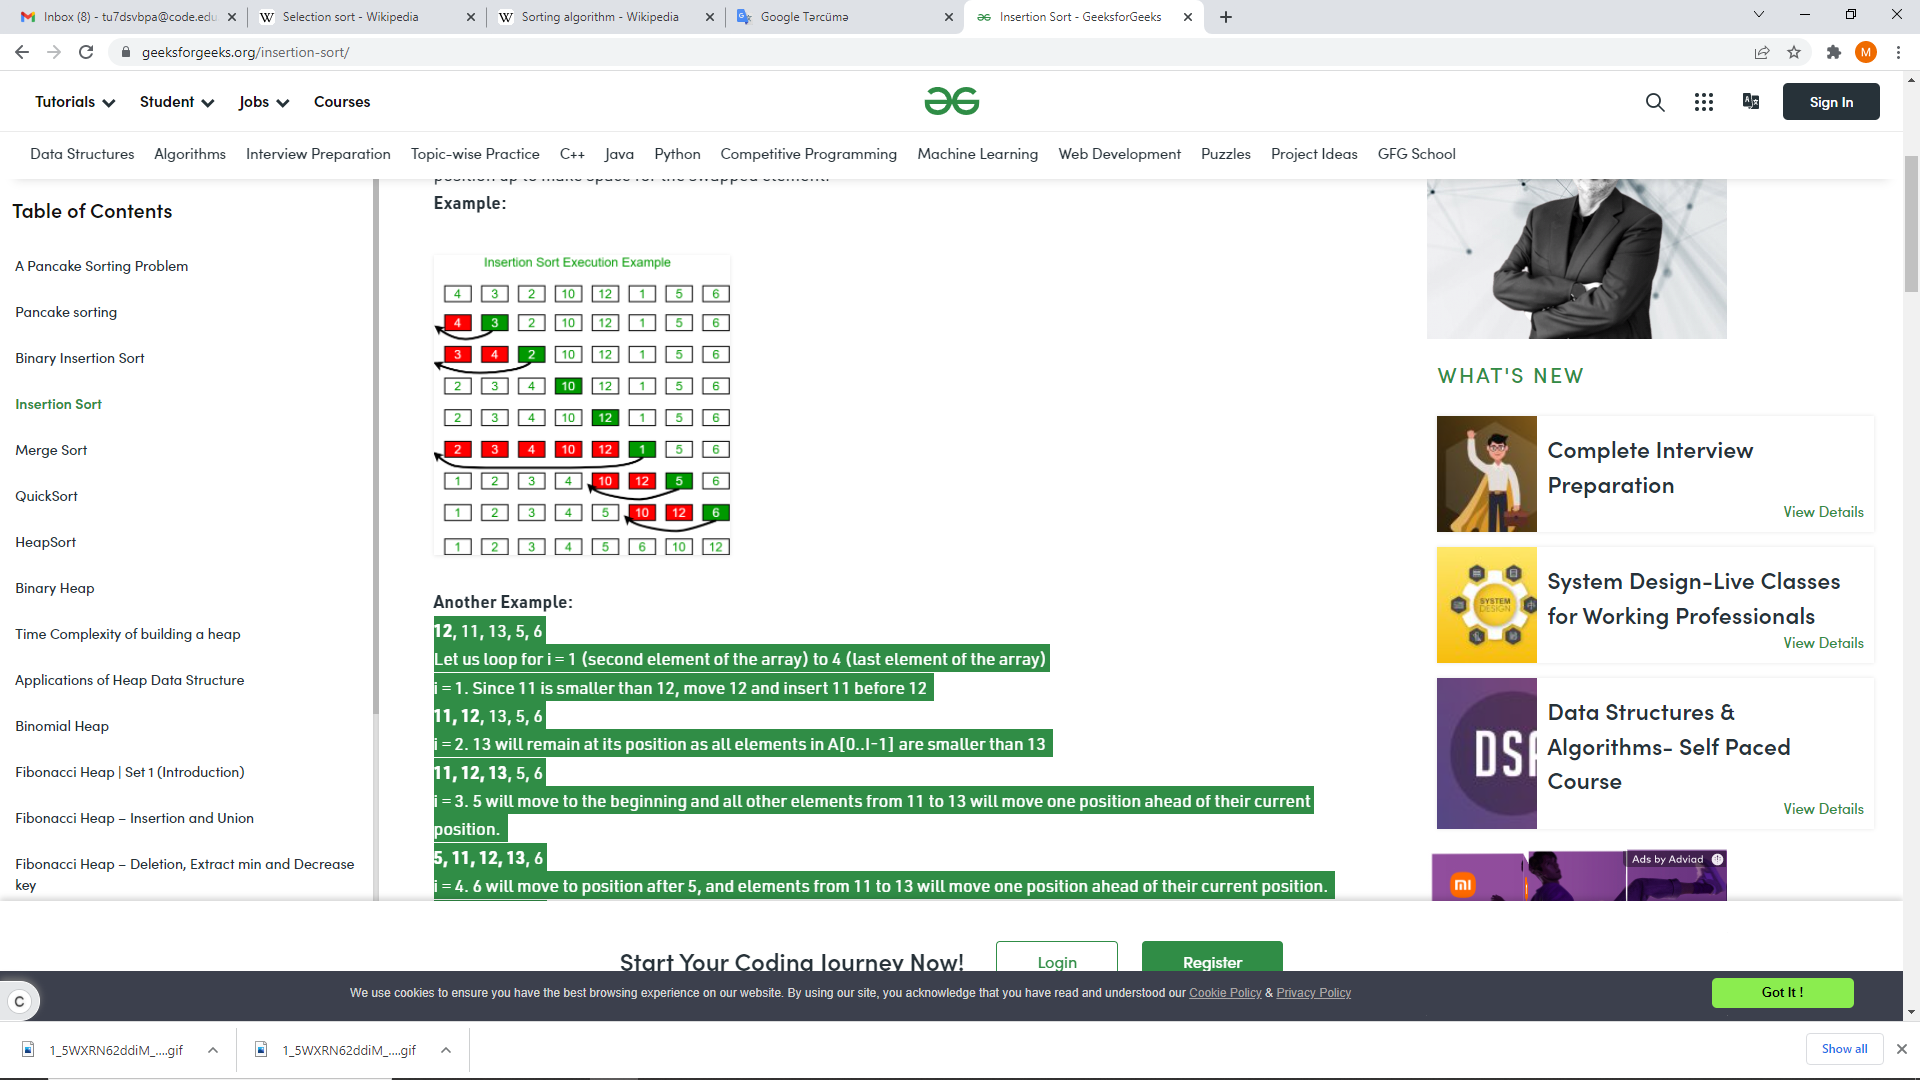 Inbox (8) - tu7dsvbpa@code.edu
Selection sort - Wikipedia
Sorting algorithm - Wikipedia
Google Tərcümə
Insertion Sort - GeeksforGeeks
geeksforgeeks.org/insertion-sort/
M
Tutorials
Student
Jobs
Courses
Sign In
Data Structures
Algorithms
Interview Preparation
Topic-wise Practice
C++
Java
Python
Competitive Programming
Machine Learning
Web Development
Puzzles
Project Ideas
GFG School
Table of Contents
A Pancake Sorting Problem
Pancake sorting
Binary Insertion Sort
Insertion Sort
Merge Sort
QuickSort
HeapSort
Binary Heap
Time Complexity of building a heap
Applications of Heap Data Structure
Binomial Heap
Fibonacci Heap | Set 1 (Introduction)
Fibonacci Heap – Insertion and Union
Fibonacci Heap – Deletion, Extract min and Decrease
key
position up to make space for the swapped element.
Example:
Insertion Sort Execution Example
4 3 2 10 12 1 5 6
4 3 2 10 12 1 5 6
3 4 2 10 12 1 5 6
2 3 4 10 12 1 5 6
2 3 4 10 12 1 5 6
2 3 4 10 12 1 5 6
1 2 3 4 10 12 5 6
1 2 3 4 5 10 12 6
1 2 3 4 5 6 10 12
Another Example:
12, 11, 13, 5, 6
Let us loop for i = 1 (second element of the array) to 4 (last element of the array)
i = 1. Since 11 is smaller than 12, move 12 and insert 11 before 12
11, 12, 13, 5, 6
i = 2. 13 will remain at its position as all elements in A[0..I-1] are smaller than 13
11, 12, 13, 5, 6
i = 3. 5 will move to the beginning and all other elements from 11 to 13 will move one position ahead of their current
position.
5, 11, 12, 13, 6
i = 4. 6 will move to position after 5, and elements from 11 to 13 will move one position ahead of their current position.
WHAT'S NEW
Complete Interview
Preparation
View Details
SYSTEM
DESIGN
System Design-Live Classes
for Working Professionals
View Details
DSA
Data Structures &
Algorithms- Self Paced
Course
View Details
Ads by Adviad
mi
Start Your Coding Journey Now!
Login
Register
C
We use cookies to ensure you have the best browsing experience on our website. By using our site, you acknowledge that you have read and understood our Cookie Policy & Privacy Policy
Got It !
1_5WXRN62ddiM_....gif
1_5WXRN62ddiM_....gif
Show all